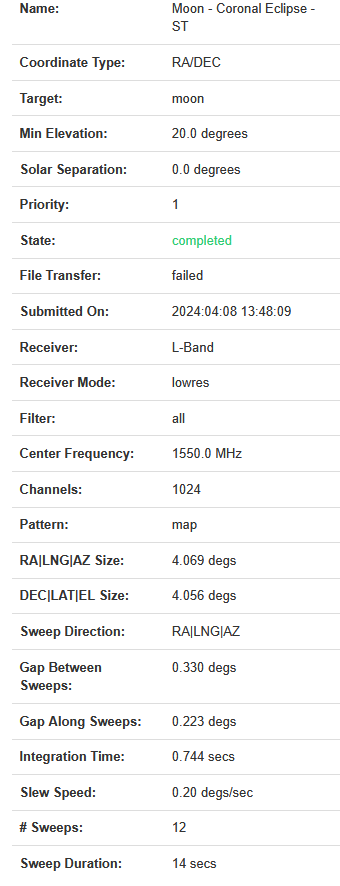 Name: Moon - Coronal Eclipse -
ST
Coordinate Type: RA/DEC
Target: moon
Min Elevation: 20.0 degrees
Solar Separation: 0.0 degrees
Priority: 1
State: completed
File Transfer: failed
Submitted On: 2024:04:08 13:48:09
Receiver: L-Band
Receiver Mode: lowres
Filter: all
Center Frequency: 1550.0 MHz
Channels: 1024
Pattern: map
RA|LNG|AZ Size: 4.069 degs
DEC|LAT|EL Size: 4.056 degs
Sweep Direction: RA|LNG|AZ
Gap Between 0.330 degs
Sweeps:
Gap Along Sweeps: 0.223 degs
Integration Time: 0.744 secs
Slew Speed: 0.20 degs/sec
# Sweeps: 12
Sweep Duration: 14 secs